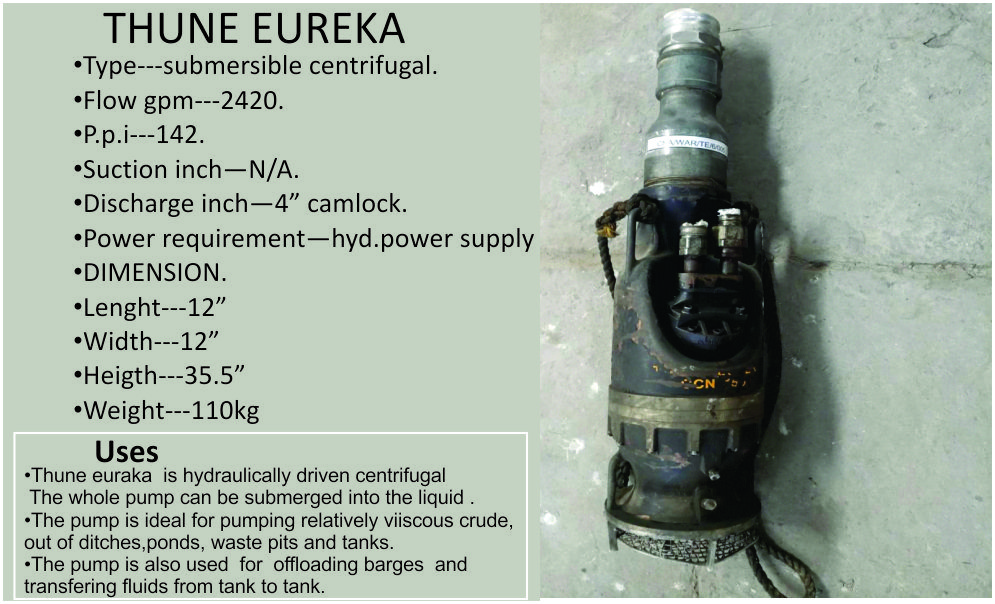 THUNE EUREKA
•Type---submersible centrifugal.
•Flow gpm---2420.
•P.p.i---142.
•Suction inch—N/A.
•Discharge inch—4” camlock.
•Power requirement—hyd.power supply
•DIMENSION.
•Lenght---12”
•Width---12”
•Heigth---35.5”
•Weight---110kg
Uses
•Thune euraka is hydraulically driven centrifugal
The whole pump can be submerged into the liquid .
•The pump is ideal for pumping relatively viiscous crude,
out of ditches,ponds, waste pits and tanks.
•The pump is also used for offloading barges and
transfering fluids from tank to tank.